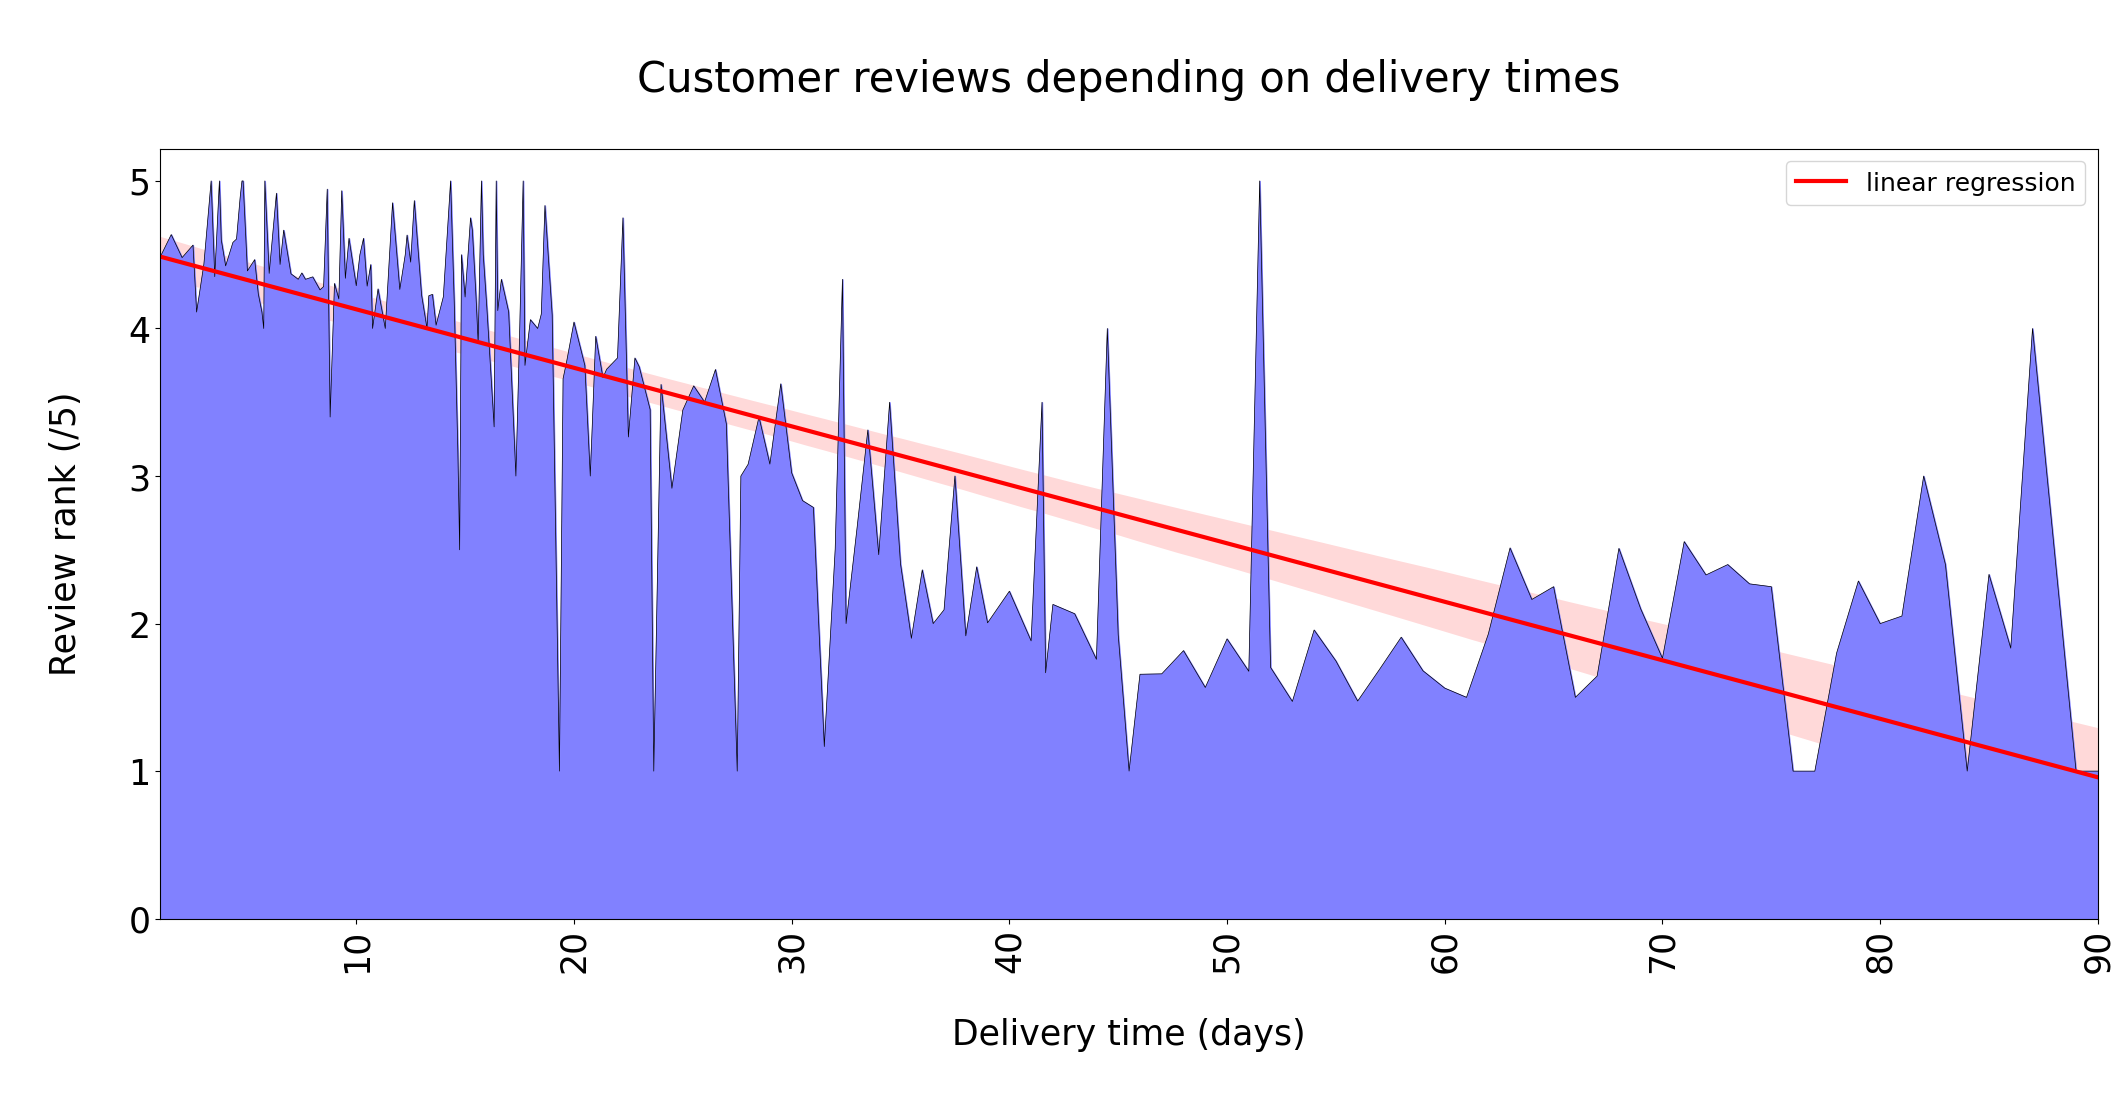 Customer reviews depending on delivery times
linear regression
5
4
3
2
1
0
Review rank (/5)
10 20 30 40 50 60 70 80 90
Delivery time (days)